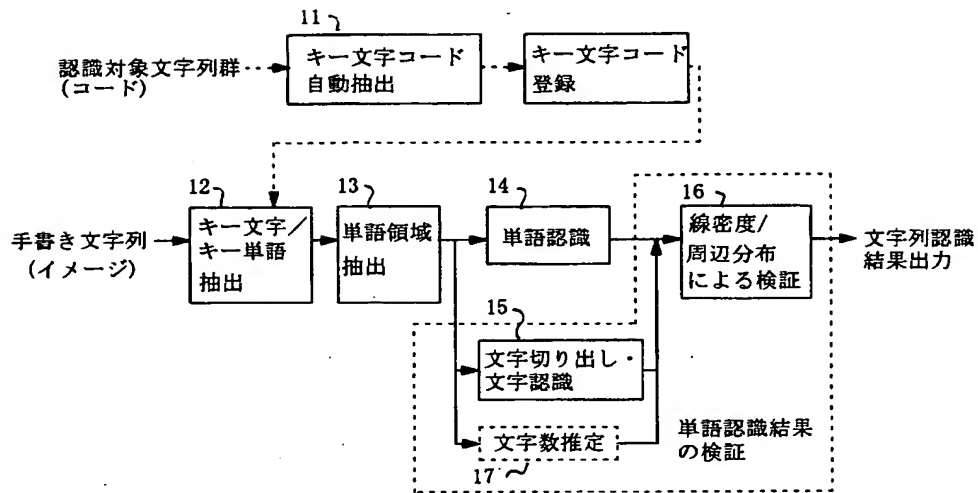 11
認識対象文字列群
(コード)
キー文字コード
自動抽出
キー文字コード
登録
12
13
14
16
手書き文字列
(イメージ)
キー文字/
キー単語
抽出
単語領域
抽出
単語認識
線密度/
周辺分布
による検証
文字列認識
結果出力
15
文字切り出し・
文字認識
文字数推定
17
単語認識結果
の検証